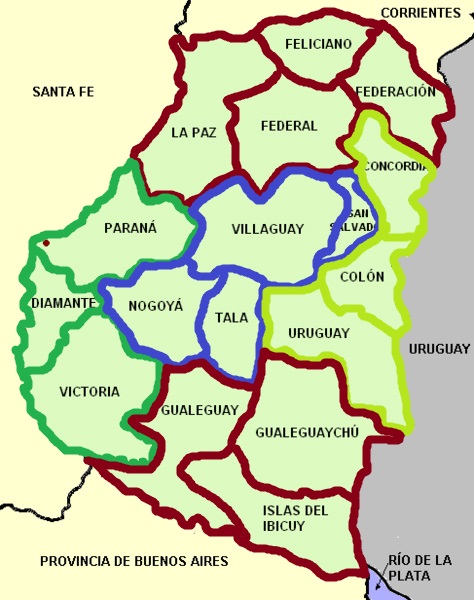 CORRIENTES
FELICIANO
SANTA FE
FEDERACIÓN
LA PAZ
FEDERAL
CONCORDIA
PARANÁ
VILLAGUAY
SAN
SALVADO
COLÓN
DIAMANTE
NOGOYÁ
TALA
URUGUAY
URUGUAY
VICTORIA
GUALEGUAY
GUALEGUAYCHÚ
ISLAS DEL
IBICUY
PROVINCIA DE BUENOS AIRES
RÍO DE LA
PLATA